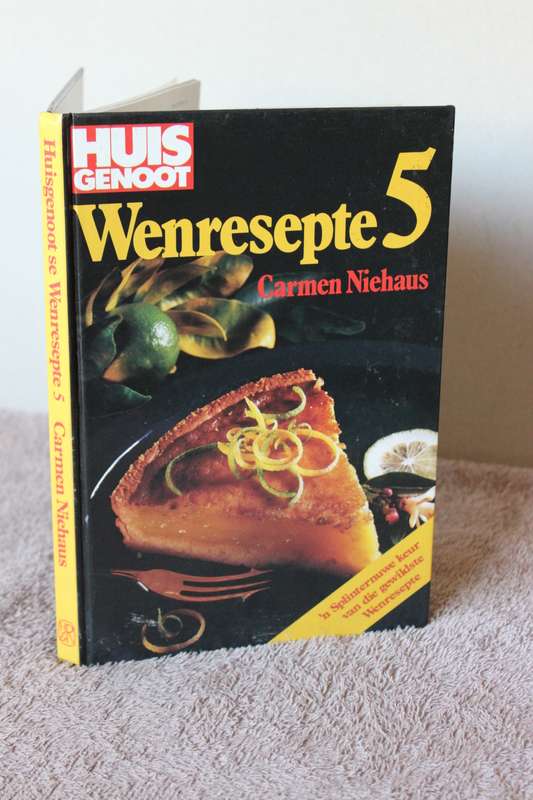 HUIS
GENOOT
Wenresepte 5
Carmen Niehaus
'n Splinternuwe keur
van die gewildste
Wenresepte
Huisgenoot se Wenresepte 5 Carmen Niehaus